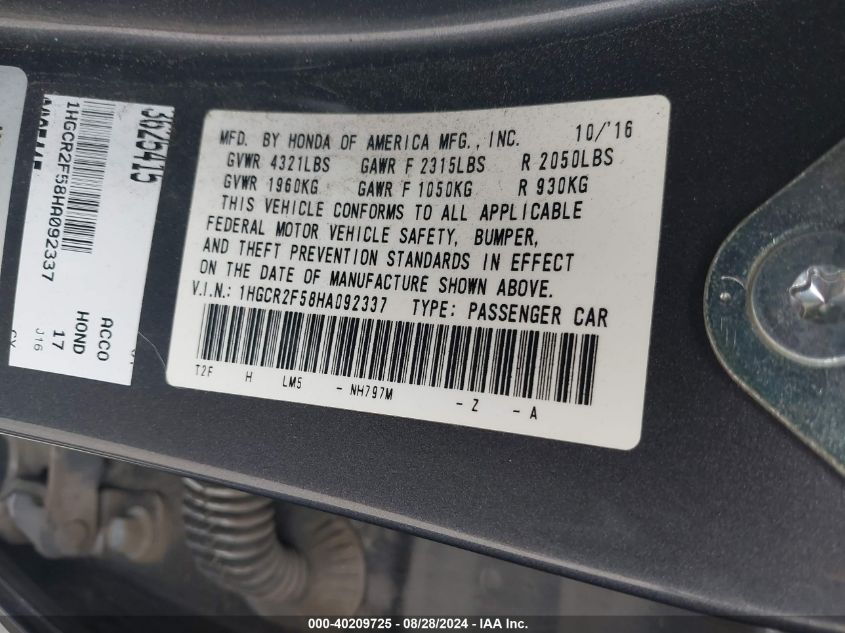 MFD. BY HONDA OF AMERICA MFG., INC. 10/'16
GVWR 4321LBS GAWR F 2315LBS R 2050LBS
GVWR 1960KG GAWR F 1050KG R 930KG
THIS VEHICLE CONFORMS TO ALL APPLICABLE
FEDERAL MOTOR VEHICLE SAFETY, BUMPER,
AND THEFT PREVENTION STANDARDS IN EFFECT
ON THE DATE OF MANUFACTURE SHOWN ABOVE.
V.I.N.: 1HGCR2F58HA092337 TYPE: PASSENGER CAR
T2F H LM5 - NH797M - Z - A
3625415
1HGCR2F58HA092337
ACCO
HOND
17
J16
000-40209725 - 08/28/2024 - IAA Inc.